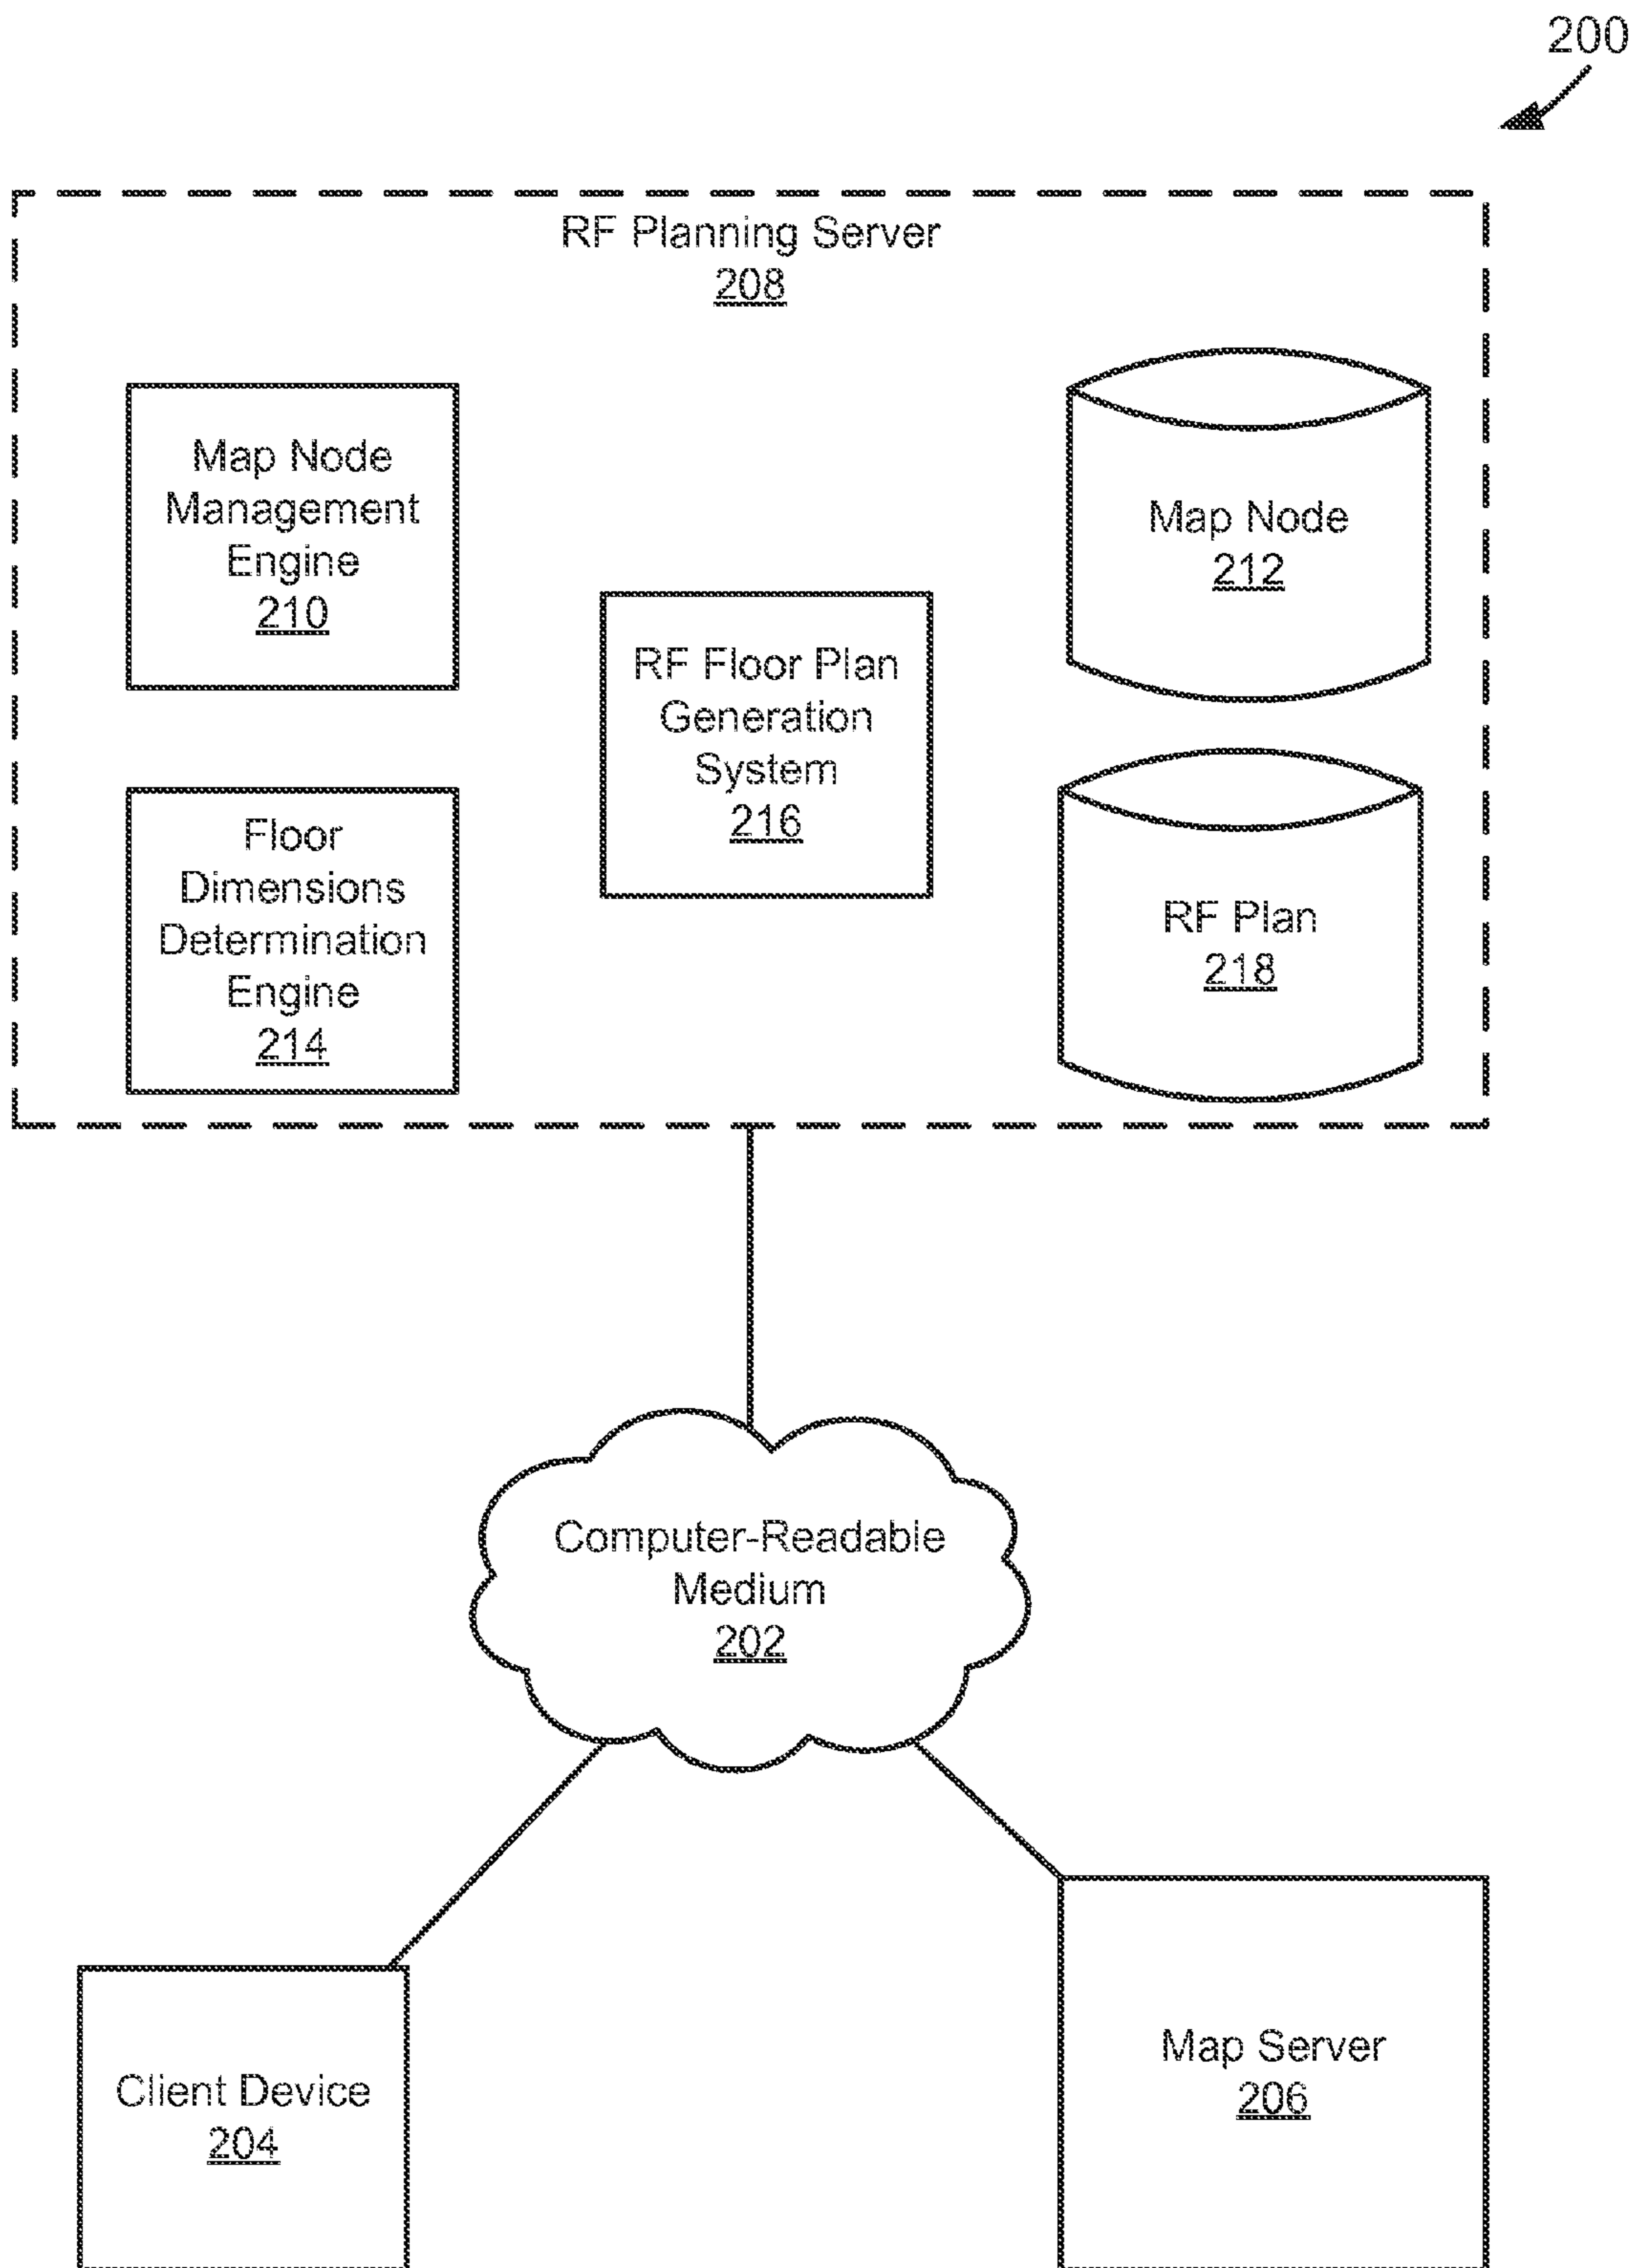 200
RF Planning Server
208
Map Node
Management
Engine
210
Map Node
212
RF Floor Plan
Generation
System
216
Floor
Dimensions
Determination
Engine
214
RF Plan
218
Computer-Readable
Medium
202
Client Device
204
Map Server
206